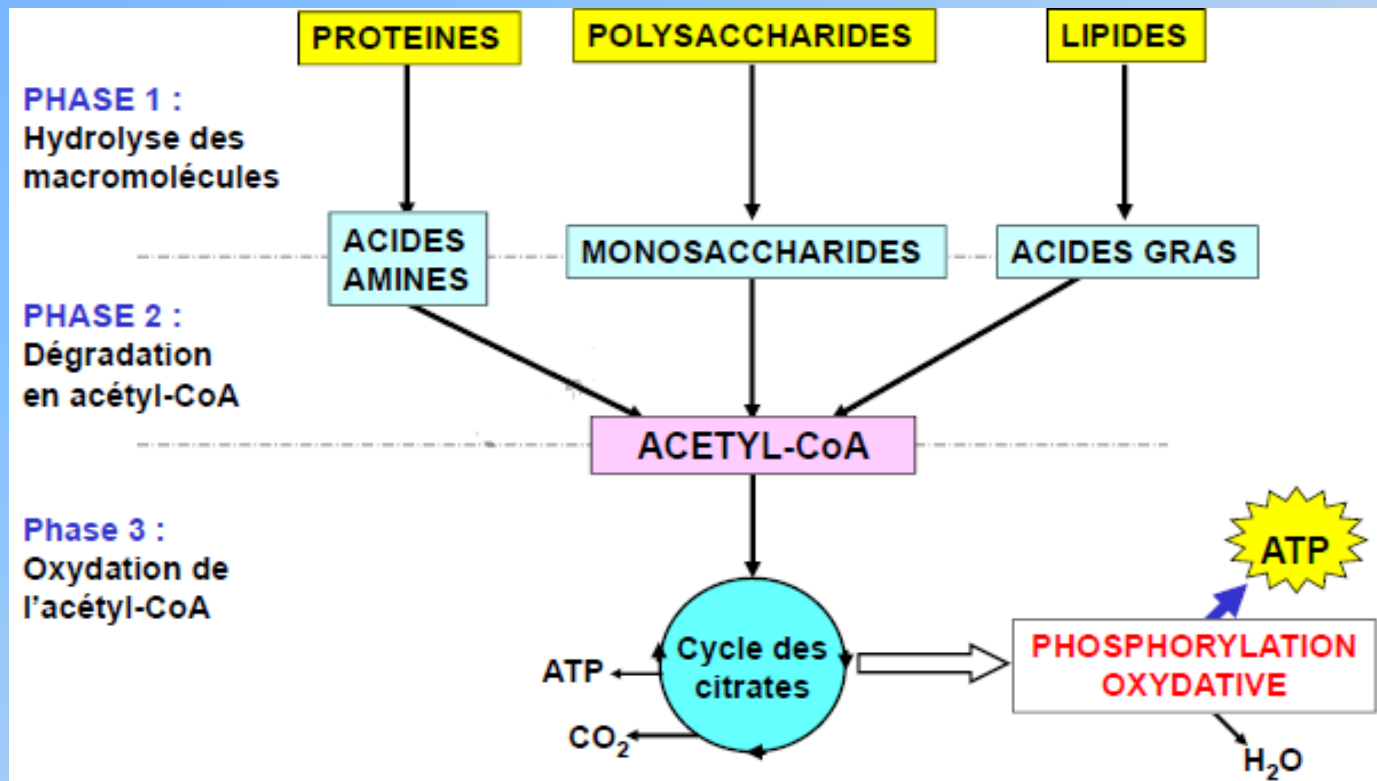 PROTEINES
POLYSACCHARIDES
LIPIDES
PHASE 1 :
Hydrolyse des
macromolécules
ACIDES
AMINES
MONOSACCHARIDES
ACIDES GRAS
PHASE 2 :
Dégradation
en acétyl-CoA
ACETYL-CoA
Phase 3 :
Oxydation de
l'acétyl-CoA
ATP
Cycle des
citrates
PHOSPHORYLATION
OXYDATIVE
ATP
CO₂
H₂O